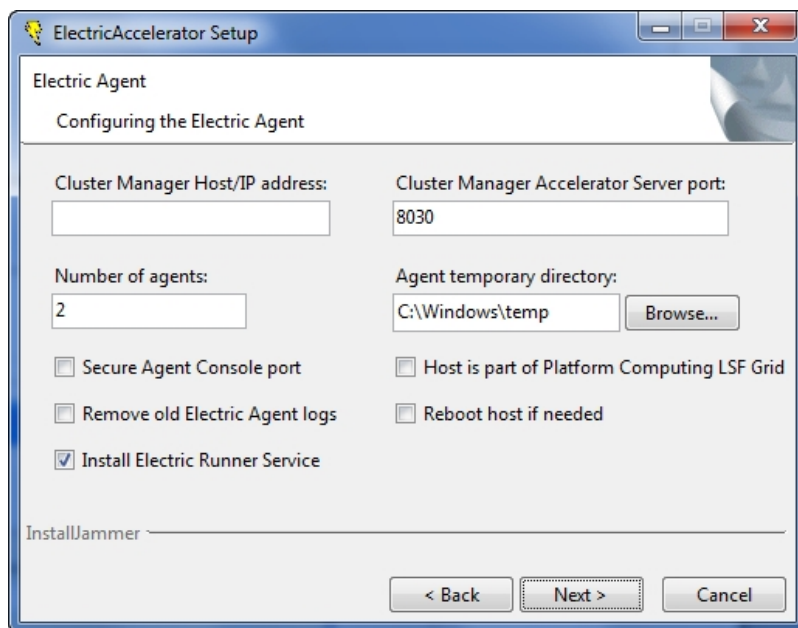 ElectricAccelerator Setup
Electric Agent
Configuring the Electric Agent
Cluster Manager Host/IP address:
Cluster Manager Accelerator Server port:
8030
Number of agents:
Agent temporary directory:
2
C:\Windows\temp
Browse...
Secure Agent Console port
Host is part of Platform Computing LSF Grid
Remove old Electric Agent logs
Reboot host if needed
Install Electric Runner Service
InstallJammer
< Back
Next >
Cancel